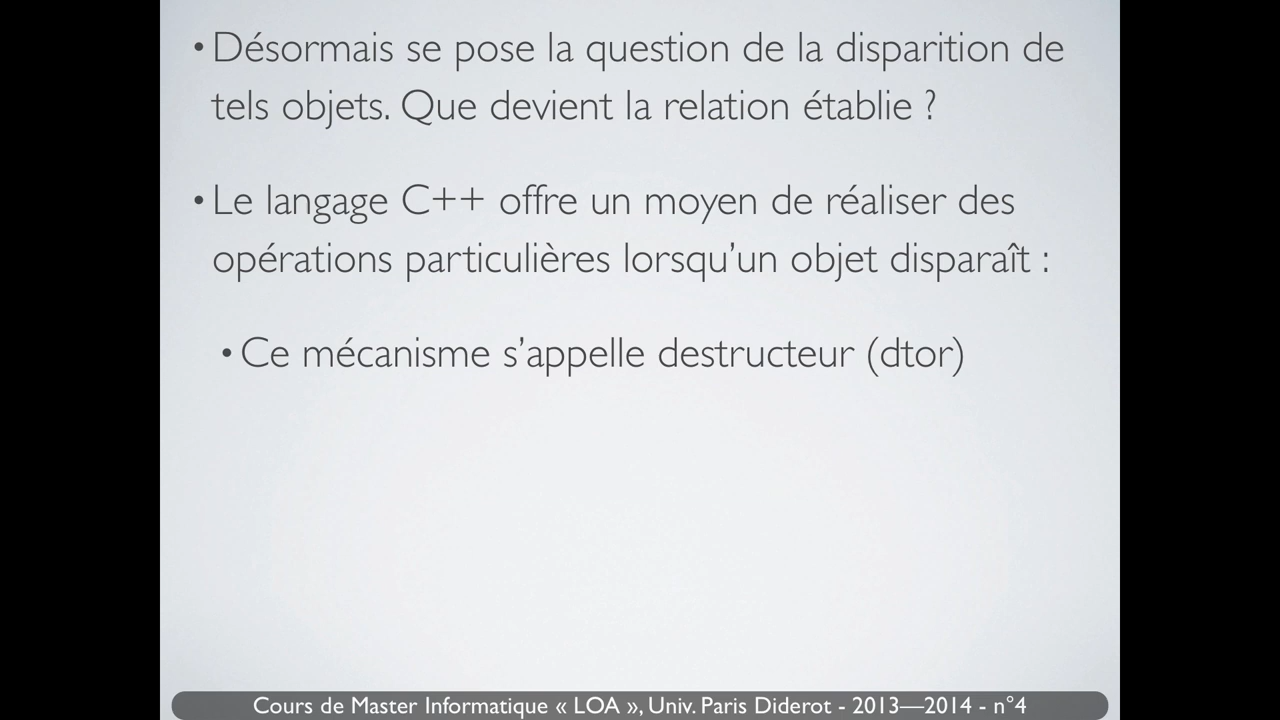 • Désormais se pose la question de la disparition de
tels objets. Que devient la relation établie ?
• Le langage C++ offre un moyen de réaliser des
opérations particulières lorsqu’un objet disparaît :
• Ce mécanisme s’appelle destructeur (dtor)
Cours de Master Informatique « LOA », Univ. Paris Diderot - 2013—2014 - n°4